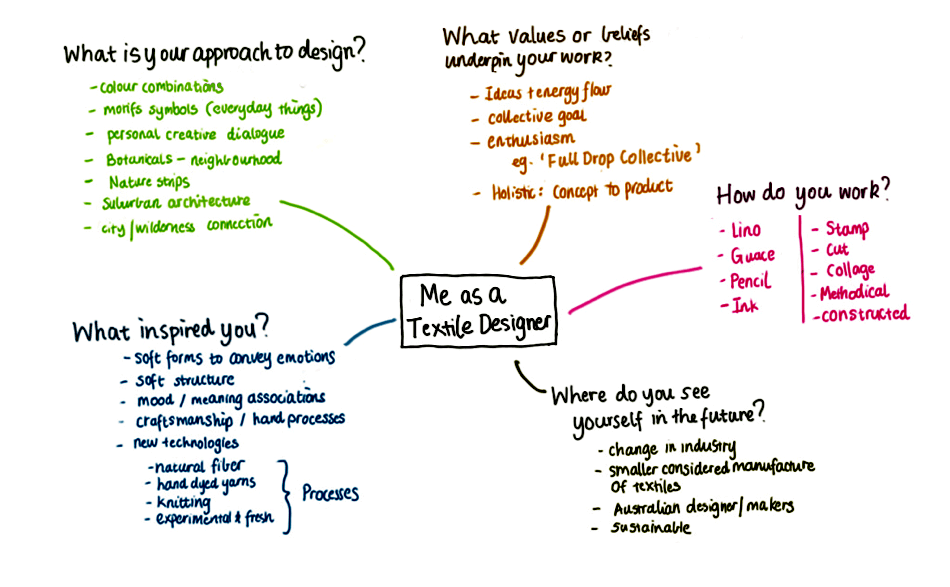 What is your approach to design?
- colour combinations
- motifs symbols (everyday things)
- personal creative dialogue
- Botanicals - neighbourhood
- Nature strips
- Suburban architecture
- city/wilderness connection
What values or beliefs
underpin your work?
- Ideas + energy flow
- collective goal
- enthusiasm
eg. 'Full Drop Collective'
- Holistic: Concept to product
How do you work?
- Lino
- Guace
- Pencil
- Ink
- Stamp
- Cut
- Collage
- Methodical
- constructed
Me as a
Textile Designer
What inspired you?
- soft forms to convey emotions
- soft structure
- mood / meaning associations
- craftsmanship / hand processes
- new technologies
- natural fiber
- hand dyed yarns
- knitting
- experimental & fresh
Processes
Where do you see
yourself in the future?
- change in industry
- smaller considered manufacture
of textiles
- Australian designer/makers
- sustainable